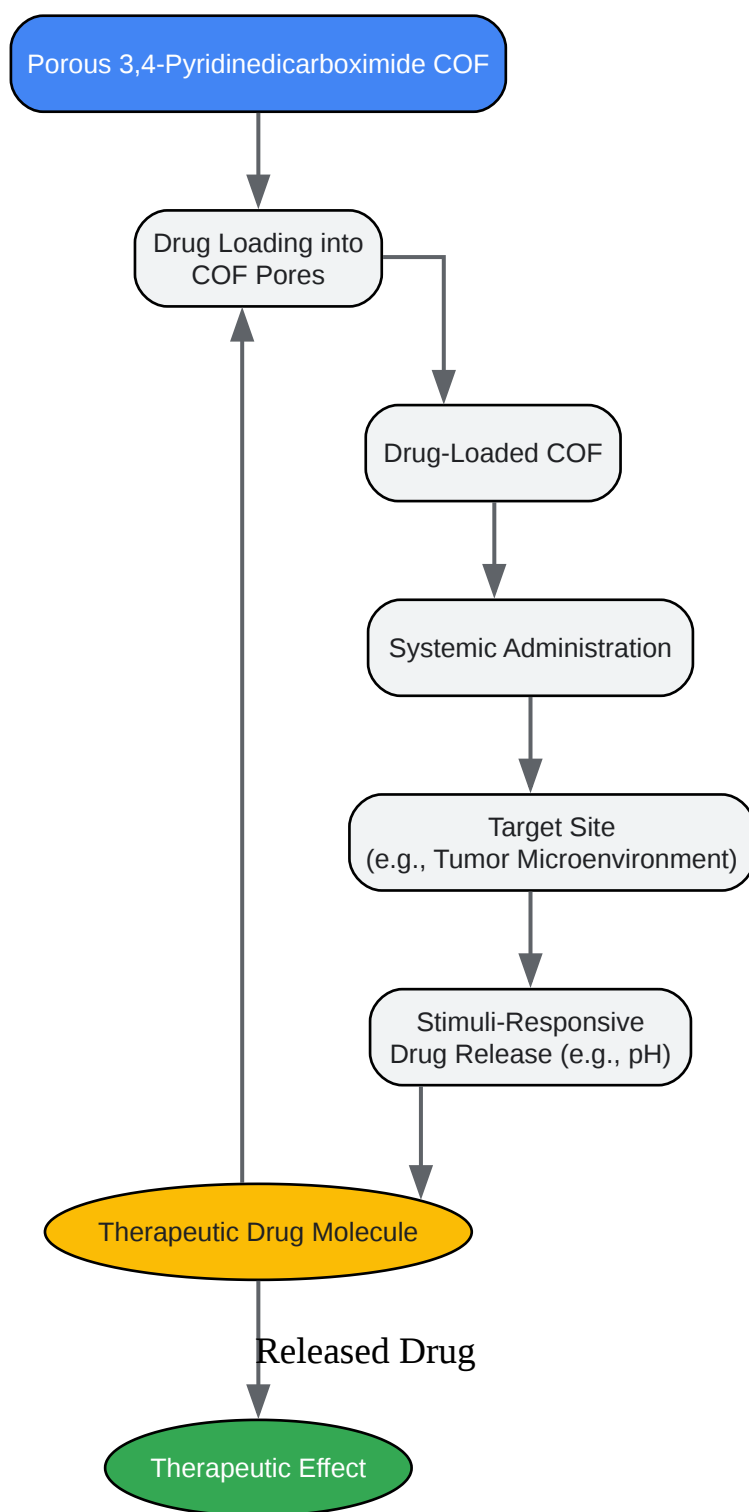 Porous 3,4-Pyridinedicarboximide COF
Drug Loading into
COF Pores
Drug-Loaded COF
Systemic Administration
Target Site
(e.g., Tumor Microenvironment)
Stimuli-Responsive
Drug Release (e.g., pH)
Therapeutic Drug Molecule
Released Drug
Therapeutic Effect